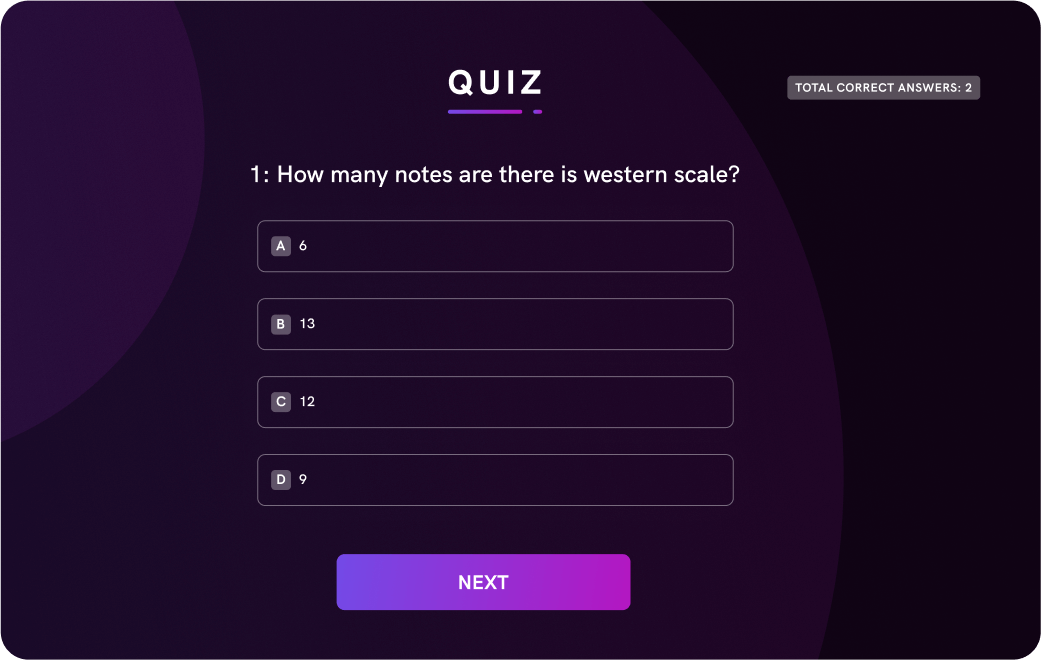 QUIZ
TOTAL CORRECT ANSWERS: 2
1: How many notes are there is western scale?
A 6
B 13
C 12
D 9
NEXT